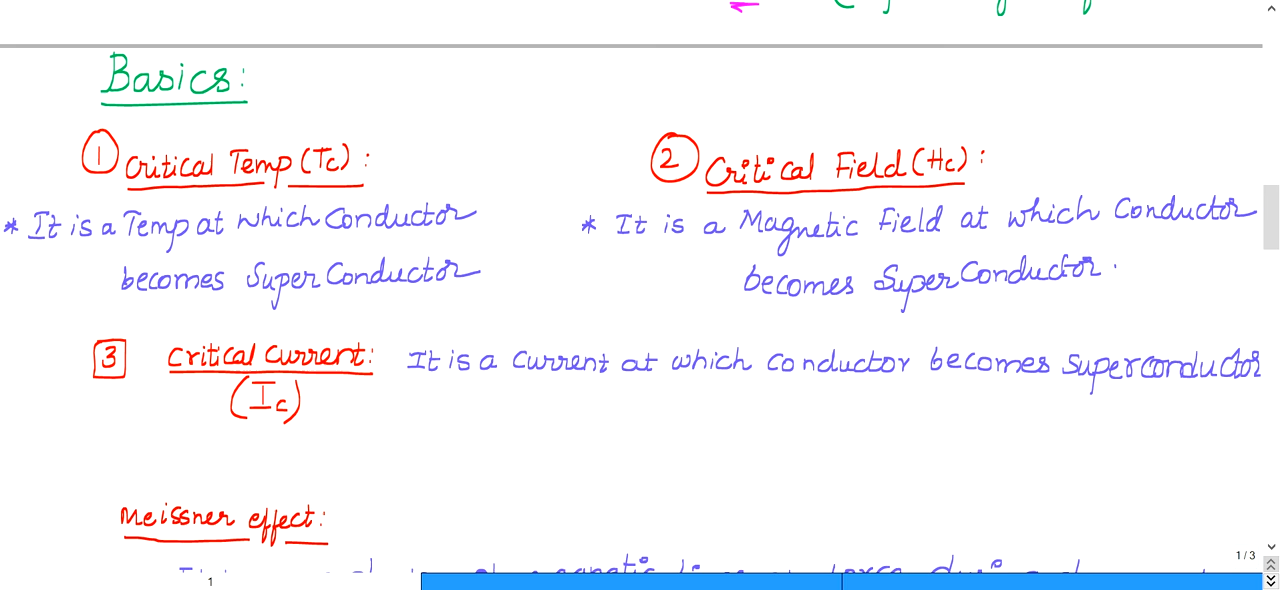 Basics:
① Critical Temp (Tc) :
* It is a Temp at which Conductor
becomes Super Conductor
② Critical Field (Hc) :
* It is a Magnetic Field at which Conductor
becomes Super Conductor.
3 Critical Current: It is a Current at which conductor becomes superconductor
(Ic)
Meissner effect:
1/3
1